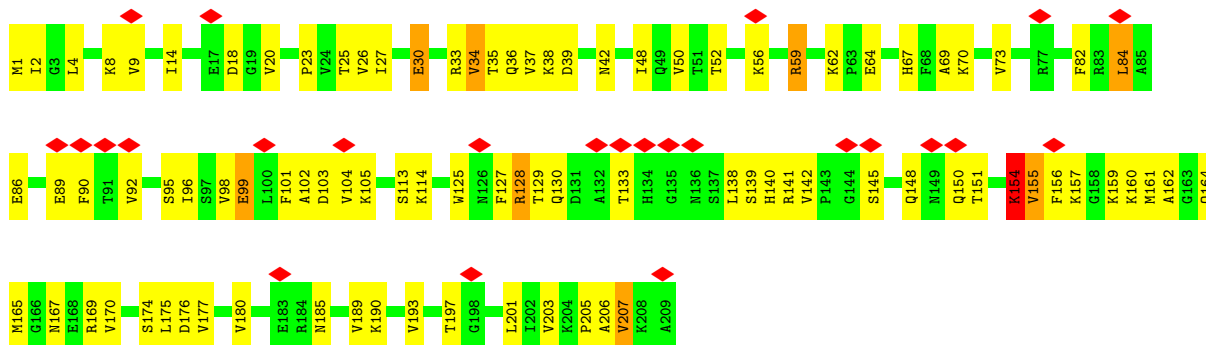 M1 I2 G3 L4 K8 V9 I14 E17 D18 G19 V20 P23 V24 T25 V26 I27 E30 R33 V34 T35 Q36 V37 K38 D39 N42 I48 Q49 V50 T51 T52 K56 R59 K62 P63 E64 H67 F68 A69 K70 V73 R77 F82 R83 L84 A85
E86 E89 F90 T91 V92 S95 I96 S97 V98 E99 L100 F101 A102 D103 V104 K105 S113 K114 W125 N126 F127 R128 T129 Q130 D131 A132 T133 H134 G135 N136 S137 L138 S139 H140 R141 V142 P143 G144 S145 Q148 N149 Q150 T151 K154 V155 F156 K157 G158 K159 K160 M161 A162 G163
M165 G166 N167 E168 R169 V170 S174 L175 D176 V177 V180 E183 R184 N185 V189 K190 V193 T197 G198 L201 I202 V203 K204 P205 A206 V207 K208 A209